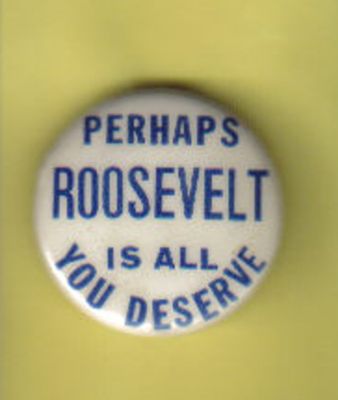 PERHAPS
ROOSEVELT
IS ALL
YOU DESERVE